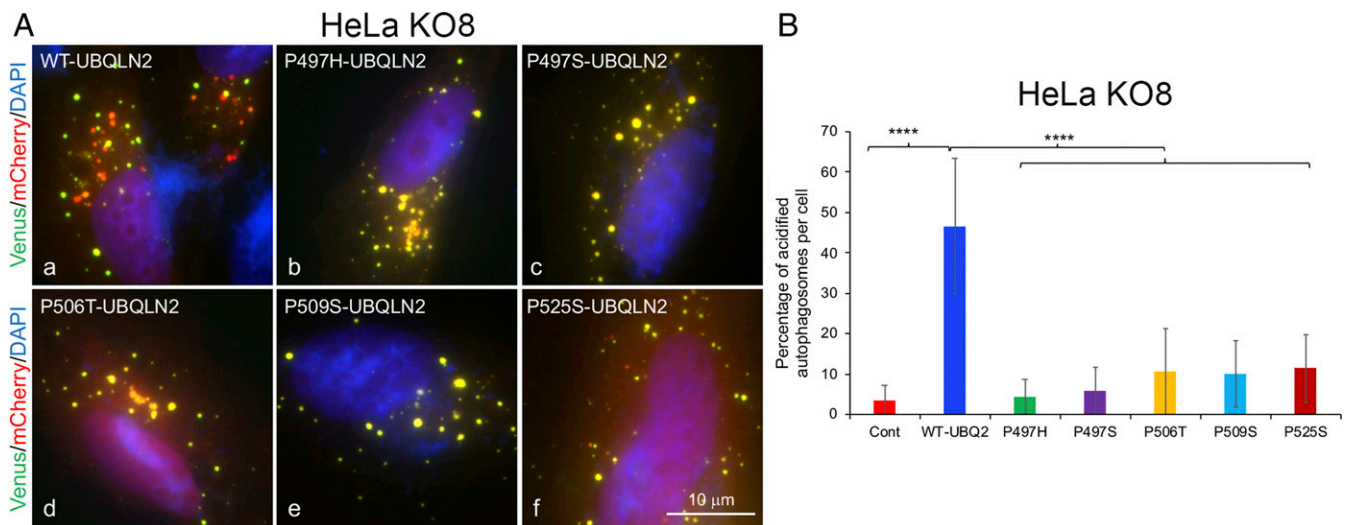 A
HeLa KO8
Venus/mCherry/DAPI
WT-UBQLN2
a
P497H-UBQLN2
b
P497S-UBQLN2
c
Venus/mCherry/DAPI
P506T-UBQLN2
d
P509S-UBQLN2
e
P525S-UBQLN2
f
10 µm
B
HeLa KO8
Percentage of acidified
autophagosomes per cell
70
60
50
40
30
20
10
0
****
****
Cont
WT-UBQ2
P497H
P497S
P506T
P509S
P525S